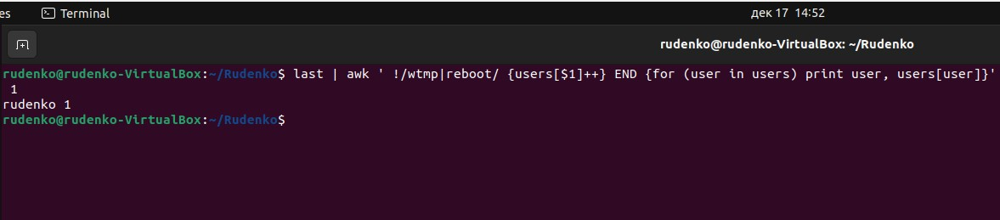 es Terminal дек 17 14:52
rudenko@rudenko-VirtualBox: ~/Rudenko
rudenko@rudenko-VirtualBox:~/Rudenko$ last | awk ' !/wtmp|reboot/ {users[$1]++} END {for (user in users) print user, users[user]}'
 1
rudenko 1
rudenko@rudenko-VirtualBox:~/Rudenko$